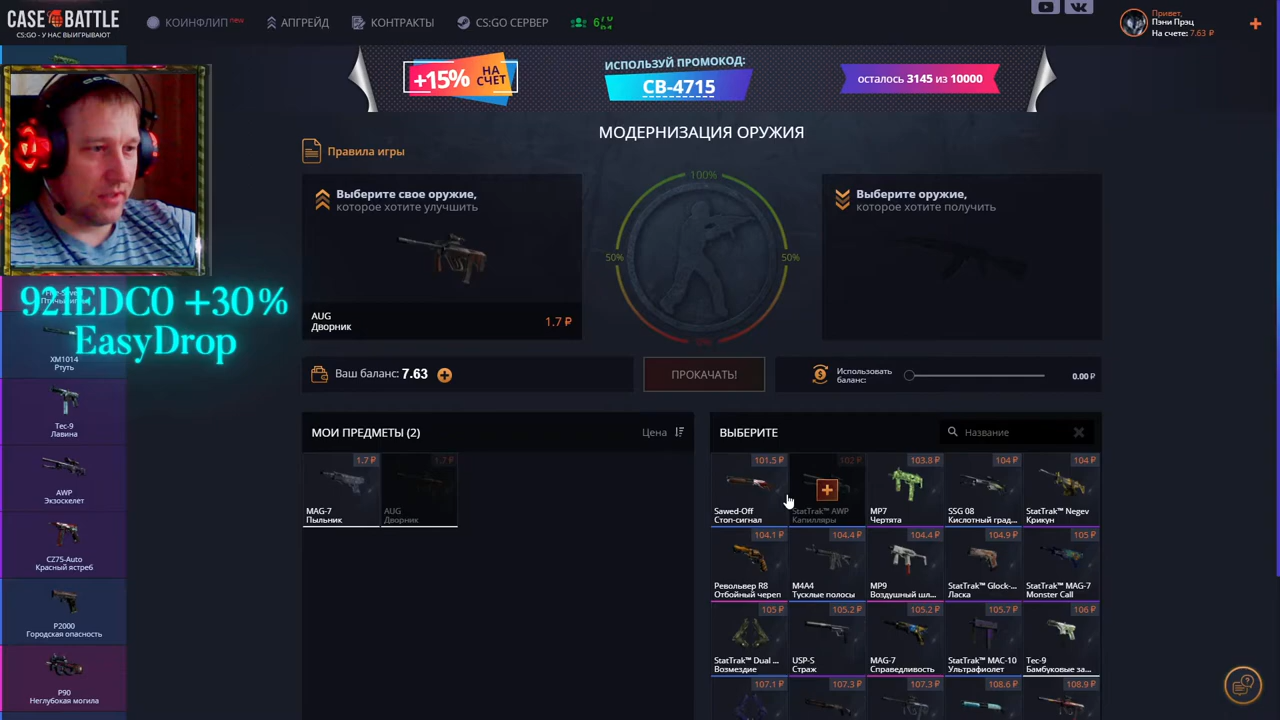 CASE BATTLE
CS:GO - У НАС ВЫИГРЫВАЮТ
КОИНФЛИП new
АПГРЕЙД
КОНТРАКТЫ
CS:GO СЕРВЕР
Привет,
Пэни Прэц
На счете: 7.63 ₽
+15% НА СЧЕТ
ИСПОЛЬЗУЙ ПРОМОКОД:
CB-4715
осталось 3145 из 10000
МОДЕРНИЗАЦИЯ ОРУЖИЯ
Правила игры
Выберите свое оружие,
которое хотите улучшить
AUG
Дворник
1.7 ₽
100%
50%
50%
0%
Выберите оружие,
которое хотите получить
Ваш баланс: 7.63
ПРОКАЧАТЬ!
Использовать
баланс:
0.00 ₽
921EDC0 +30%
EasyDrop
XM1014
Ртуть
Tec-9
Лавина
AWP
Экзоскелет
CZ75-Auto
Красный ястреб
P2000
Городская опасность
P90
Неглубокая могила
МОИ ПРЕДМЕТЫ (2)
Цена
1.7 ₽
MAG-7
Пыльник
1.7 ₽
AUG
Дворник
ВЫБЕРИТЕ
Название
101.5 ₽
Sawed-Off
Стоп-сигнал
102 ₽
StatTrak™ AWP
Капилляры
103.8 ₽
MP7
Чертята
104 ₽
SSG 08
Кислотный град...
104 ₽
StatTrak™ Negev
Крикун
104.1 ₽
Револьвер R8
Отбойный череп
104.4 ₽
M4A4
Тусклые полосы
104.4 ₽
MP9
Воздушный шл...
104.9 ₽
StatTrak™ Glock-...
Ласка
105 ₽
StatTrak™ MAG-7
Monster Call
105 ₽
StatTrak™ Dual ...
Возмездие
105.2 ₽
USP-S
Страж
105.2 ₽
MAG-7
Справедливость
105.7 ₽
StatTrak™ MAC-10
Ультрафиолет
106 ₽
Tec-9
Бамбуковые за...
107.1 ₽
107.3 ₽
107.3 ₽
108.6 ₽
108.9 ₽